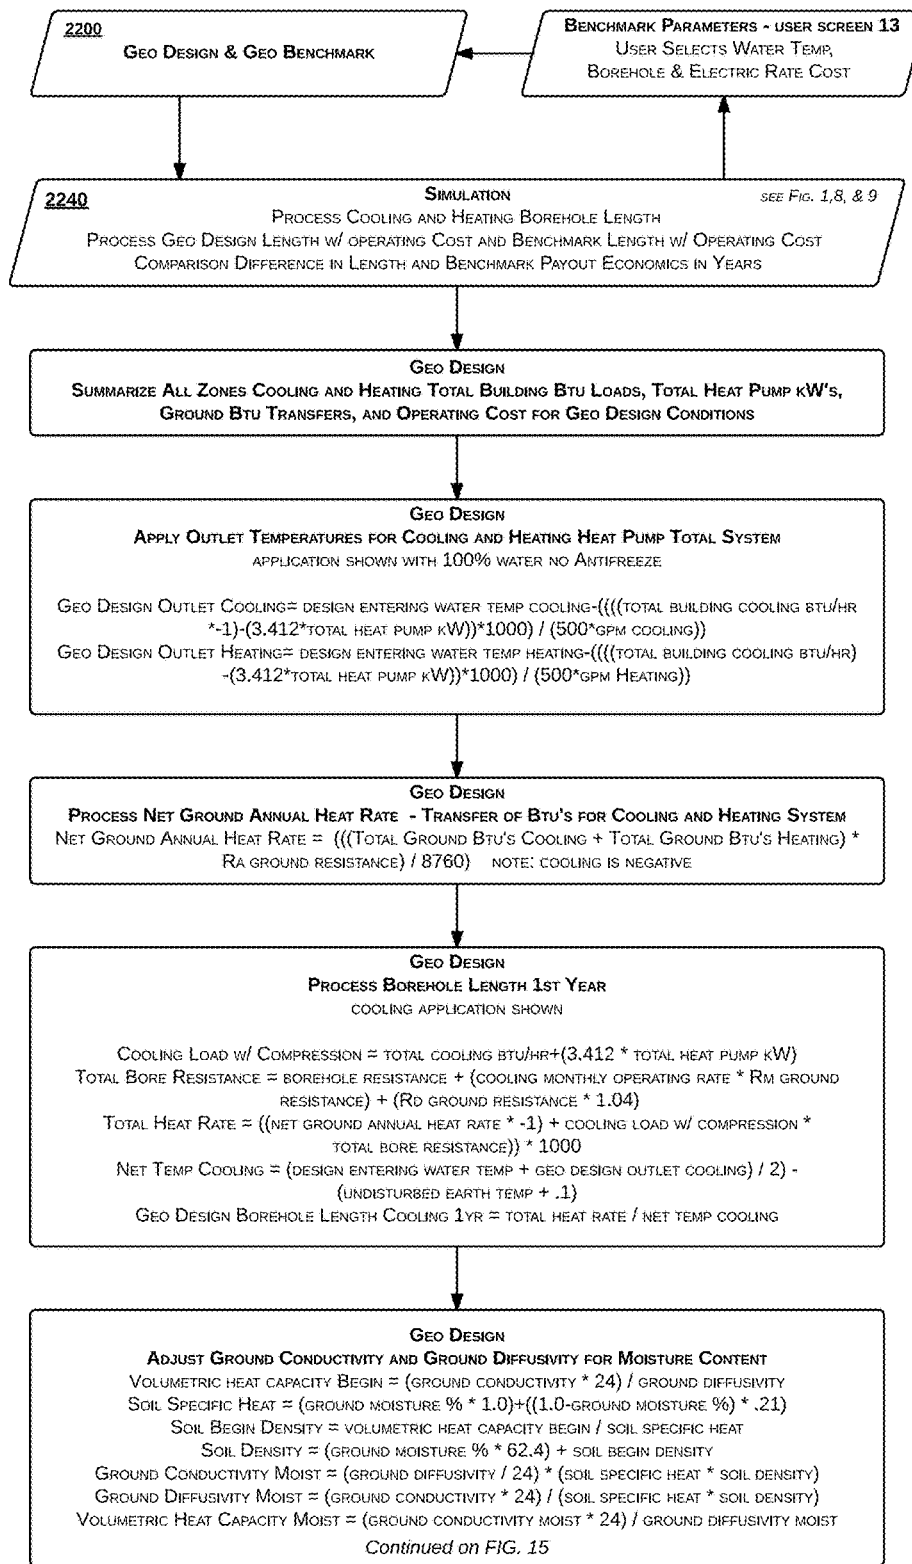 2200
GEO DESIGN & GEO BENCHMARK
BENCHMARK PARAMETERS - USER SCREEN 13
USER SELECTS WATER TEMP,
BOREHOLE & ELECTRIC RATE COST
2240
SIMULATION
SEE FIG. 1,8, & 9
PROCESS COOLING AND HEATING BOREHOLE LENGTH
PROCESS GEO DESIGN LENGTH W/ OPERATING COST AND BENCHMARK LENGTH W/ OPERATING COST
COMPARISON DIFFERENCE IN LENGTH AND BENCHMARK PAYOUT ECONOMICS IN YEARS
GEO DESIGN
SUMMARIZE ALL ZONES COOLING AND HEATING TOTAL BUILDING BTU LOADS, TOTAL HEAT PUMP KW'S,
GROUND BTU TRANSFERS, AND OPERATING COST FOR GEO DESIGN CONDITIONS
GEO DESIGN
APPLY OUTLET TEMPERATURES FOR COOLING AND HEATING HEAT PUMP TOTAL SYSTEM
APPLICATION SHOWN WITH 100% WATER NO ANTIFREEZE
GEO DESIGN OUTLET COOLING= DESIGN ENTERING WATER TEMP COOLING-((((TOTAL BUILDING COOLING BTU/HR
*-1)-(3.412*TOTAL HEAT PUMP KW))*1000) / (500*GPM COOLING))
GEO DESIGN OUTLET HEATING= DESIGN ENTERING WATER TEMP HEATING-((((TOTAL BUILDING COOLING BTU/HR)
-(3.412*TOTAL HEAT PUMP KW))*1000) / (500*GPM HEATING))
GEO DESIGN
PROCESS NET GROUND ANNUAL HEAT RATE - TRANSFER OF BTU'S FOR COOLING AND HEATING SYSTEM
NET GROUND ANNUAL HEAT RATE = (((TOTAL GROUND BTU'S COOLING + TOTAL GROUND BTU'S HEATING) *
RA GROUND RESISTANCE) / 8760) NOTE: COOLING IS NEGATIVE
GEO DESIGN
PROCESS BOREHOLE LENGTH 1ST YEAR
COOLING APPLICATION SHOWN
COOLING LOAD W/ COMPRESSION = TOTAL COOLING BTU/HR+(3.412 * TOTAL HEAT PUMP KW)
TOTAL BORE RESISTANCE = BOREHOLE RESISTANCE + (COOLING MONTHLY OPERATING RATE * RM GROUND
RESISTANCE) + (RD GROUND RESISTANCE * 1.04)
TOTAL HEAT RATE = ((NET GROUND ANNUAL HEAT RATE * -1) + COOLING LOAD W/ COMPRESSION *
TOTAL BORE RESISTANCE)) * 1000
NET TEMP COOLING = (DESIGN ENTERING WATER TEMP + GEO DESIGN OUTLET COOLING) / 2) -
(UNDISTURBED EARTH TEMP + .1)
GEO DESIGN BOREHOLE LENGTH COOLING 1YR = TOTAL HEAT RATE / NET TEMP COOLING
GEO DESIGN
ADJUST GROUND CONDUCTIVITY AND GROUND DIFFUSIVITY FOR MOISTURE CONTENT
VOLUMETRIC HEAT CAPACITY BEGIN = (GROUND CONDUCTIVITY * 24) / GROUND DIFFUSIVITY
SOIL SPECIFIC HEAT = (GROUND MOISTURE % * 1.0)+((1.0-GROUND MOISTURE %) * .21)
SOIL BEGIN DENSITY = VOLUMETRIC HEAT CAPACITY BEGIN / SOIL SPECIFIC HEAT
SOIL DENSITY = (GROUND MOISTURE % * 62.4) + SOIL BEGIN DENSITY
GROUND CONDUCTIVITY MOIST = (GROUND DIFFUSIVITY / 24) * (SOIL SPECIFIC HEAT * SOIL DENSITY)
GROUND DIFFUSIVITY MOIST = (GROUND CONDUCTIVITY * 24) / (SOIL SPECIFIC HEAT * SOIL DENSITY)
VOLUMETRIC HEAT CAPACITY MOIST = (GROUND CONDUCTIVITY MOIST * 24) / GROUND DIFFUSIVITY MOIST
Continued on FIG. 15